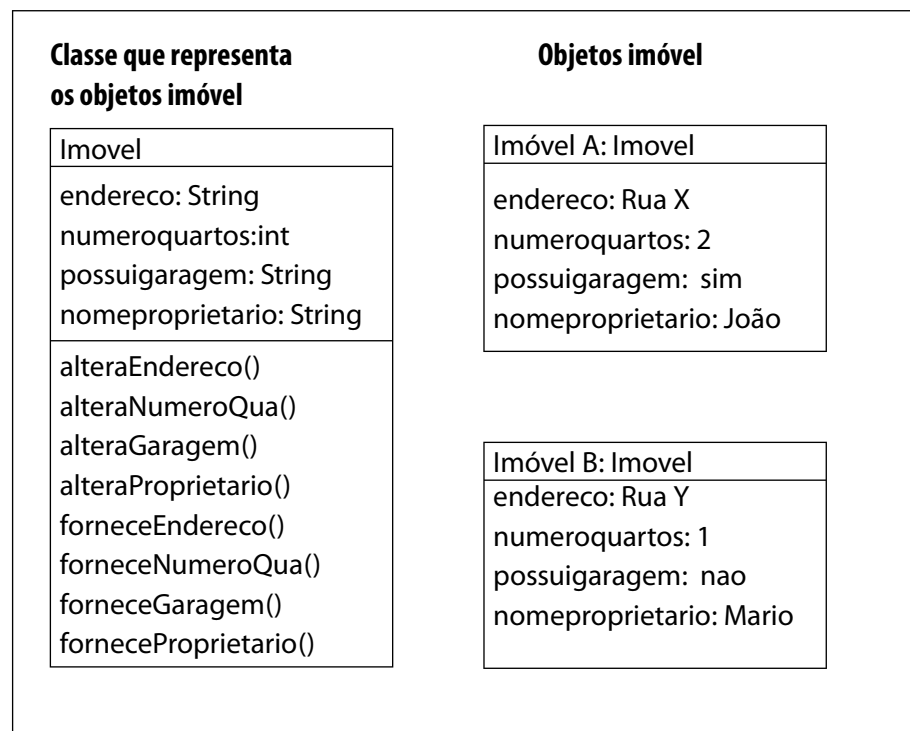 Classe que representa
os objetos imóvel
Imovel
endereco: String
numeroquartos:int
possuigaragem: String
nomeproprietario: String
alteraEndereco()
alteraNumeroQua()
alteraGaragem()
alteraProprietario()
forneceEndereco()
forneceNumeroQua()
forneceGaragem()
forneceProprietario()
Objetos imóvel
Imóvel A: Imovel
endereco: Rua X
numeroquartos: 2
possuigaragem: sim
nomeproprietario: João
Imóvel B: Imovel
endereco: Rua Y
numeroquartos: 1
possuigaragem: nao
nomeproprietario: Mario